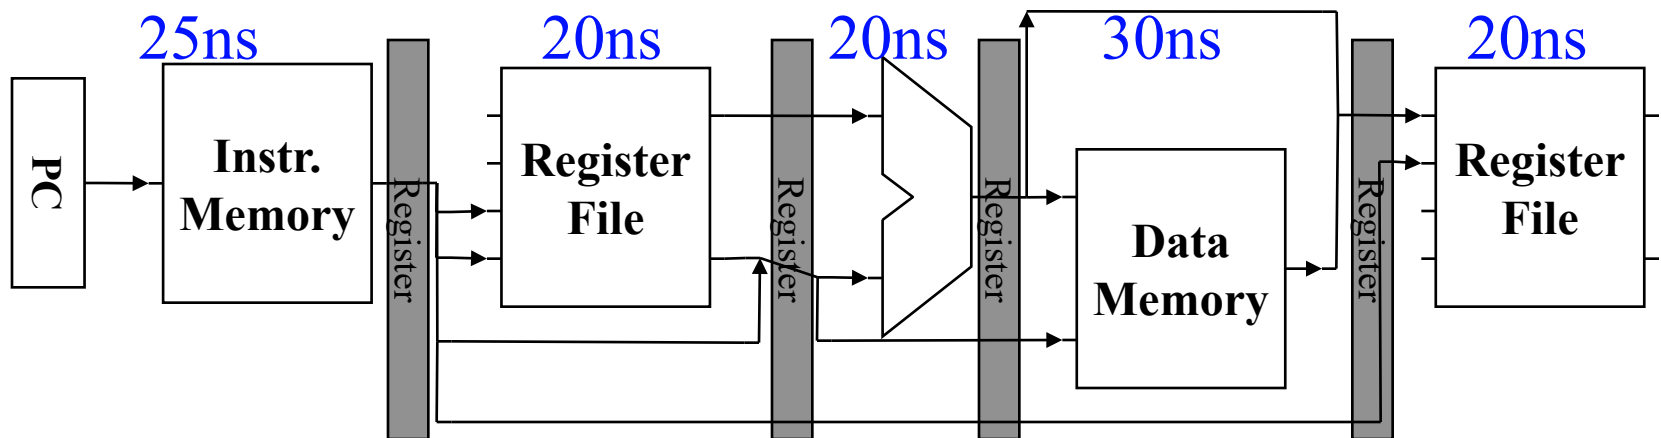 25ns
20ns
20ns
30ns
20ns
PC
Instr.
Memory
Register
Register
File
Register
Register
Data
Memory
Register
Register
File